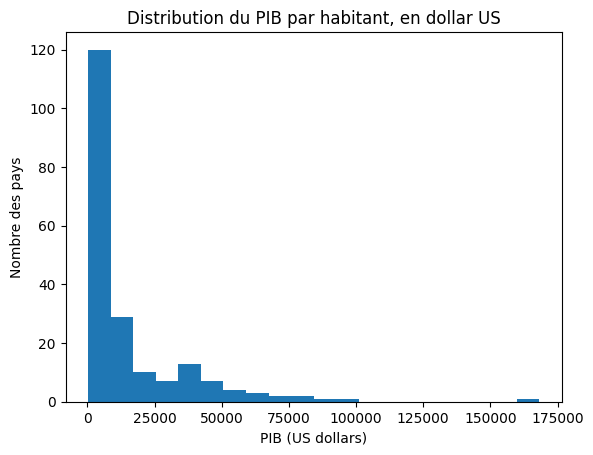 Distribution du PIB par habitant, en dollar US
Nombre des pays
120
100
80
60
40
20
0
0 25000 50000 75000 100000 125000 150000 175000
PIB (US dollars)